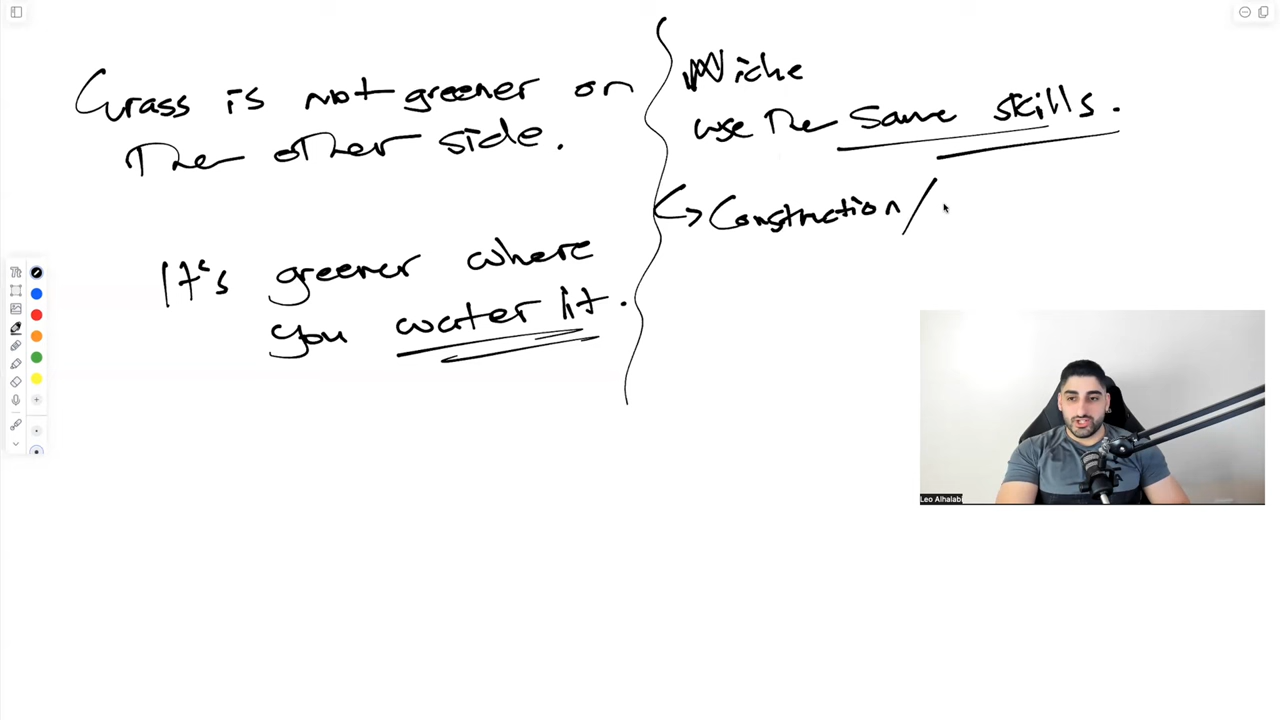 Grass is not greener on
The other side.
It's greener where
you water it.
Niche
use The same skills.
Construction/
Leo Alhalabi